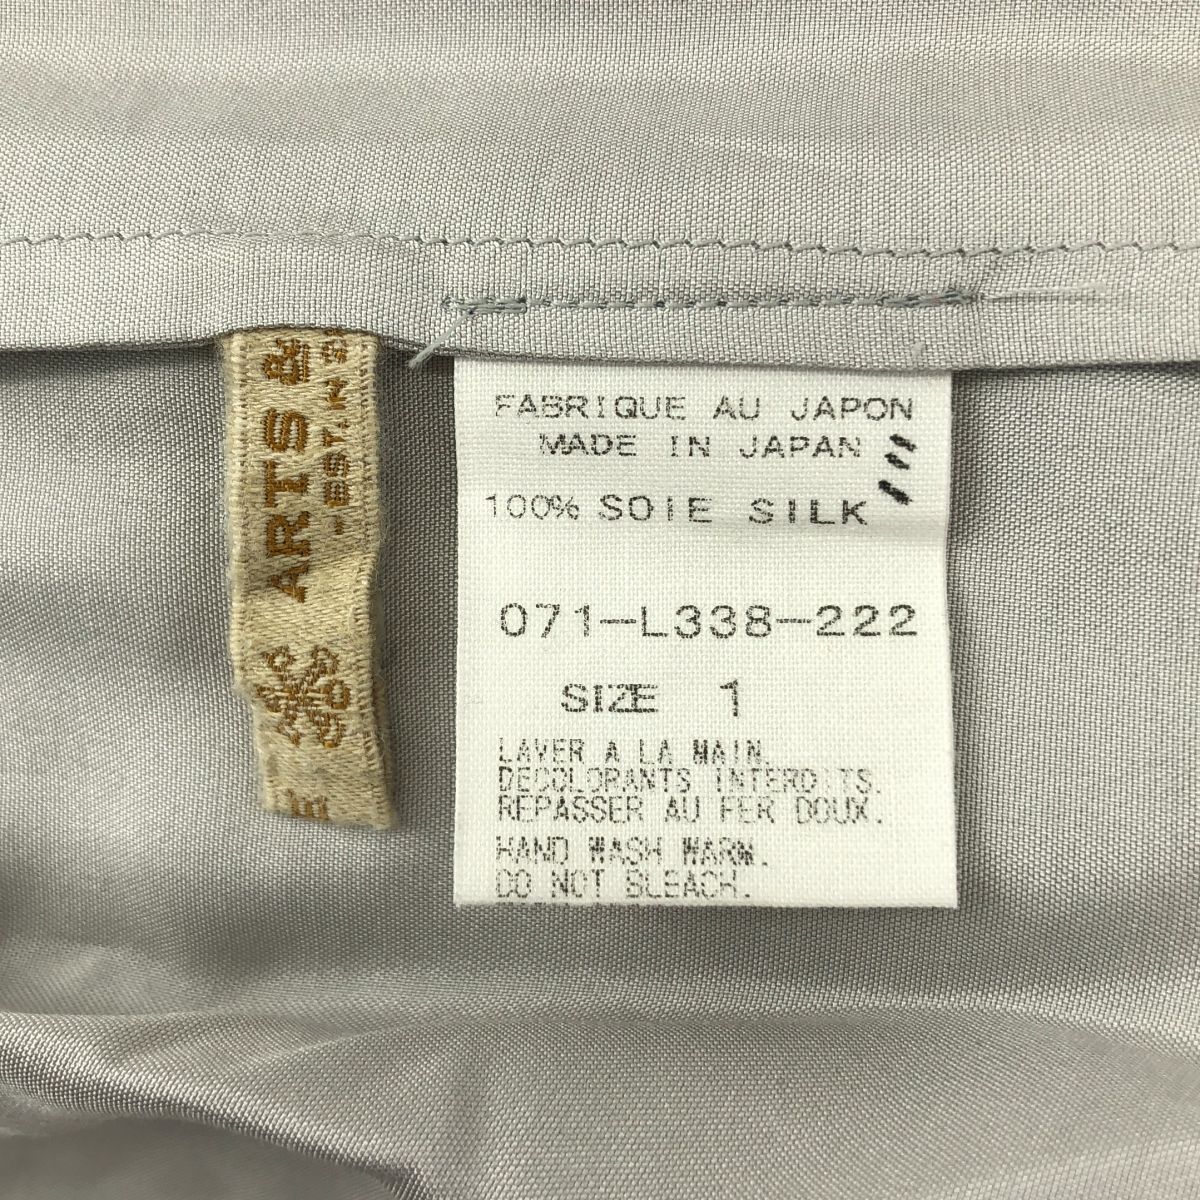 ARTS &
-EST. IN 2
E
FABRIQUE AU JAPON
MADE IN JAPAN
100% SOIE SILK
071-L338-222
SIZE 1
LAVER A LA MAIN.
DECOLORANTS INTERDITS.
REPASSER AU FER DOUX.
HAND WASH WARM.
DO NOT BLEACH.